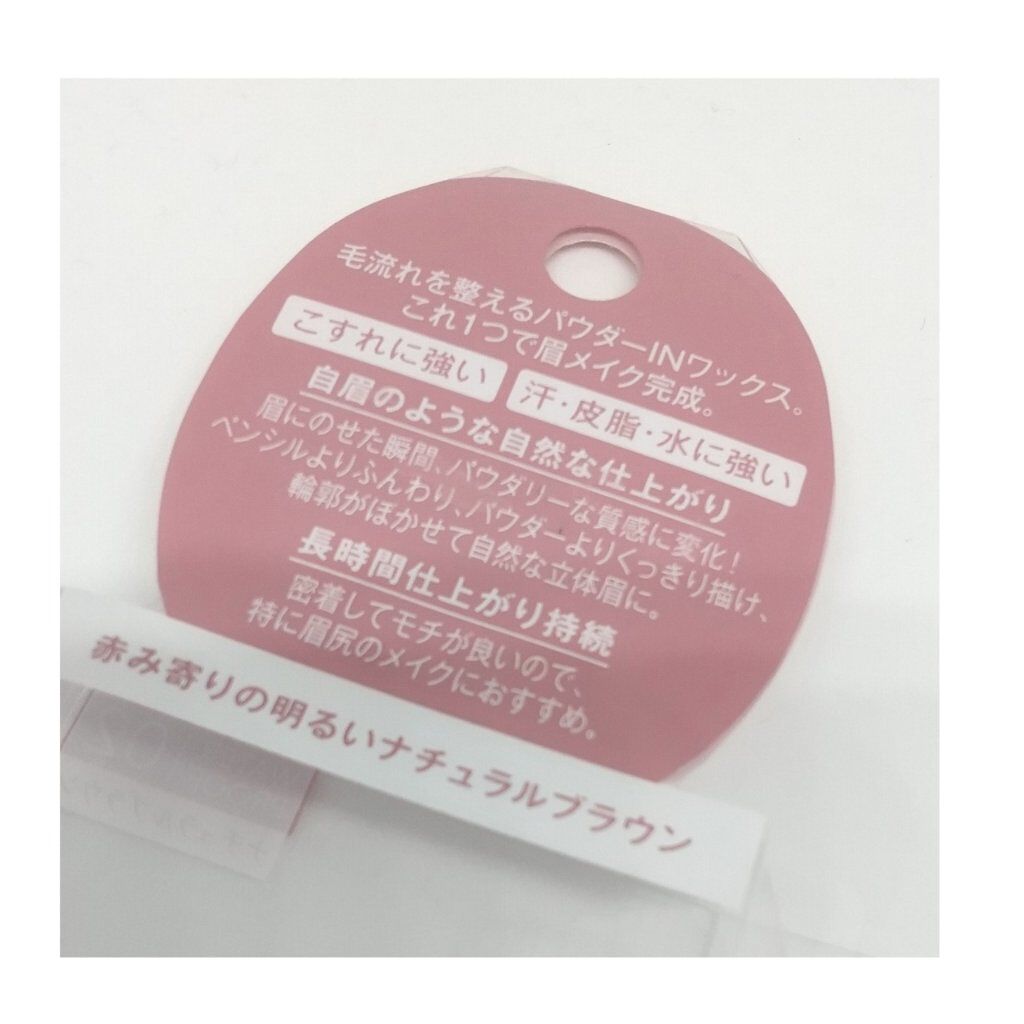 毛流れを整えるパウダーINワックス。
これ1つで眉メイク完成。
こすれに強い 汗・皮脂・水に強い
自眉のような自然な仕上がり
眉にのせた瞬間、パウダリーな質感に変化!
ペンシルよりふんわり、パウダーよりくっきり描け、
輪郭がぼかせて自然な立体眉に。
長時間仕上がり持続
密着してモチが良いので、
特に眉尻のメイクにおすすめ。
赤み寄りの明るいナチュラルブラウン